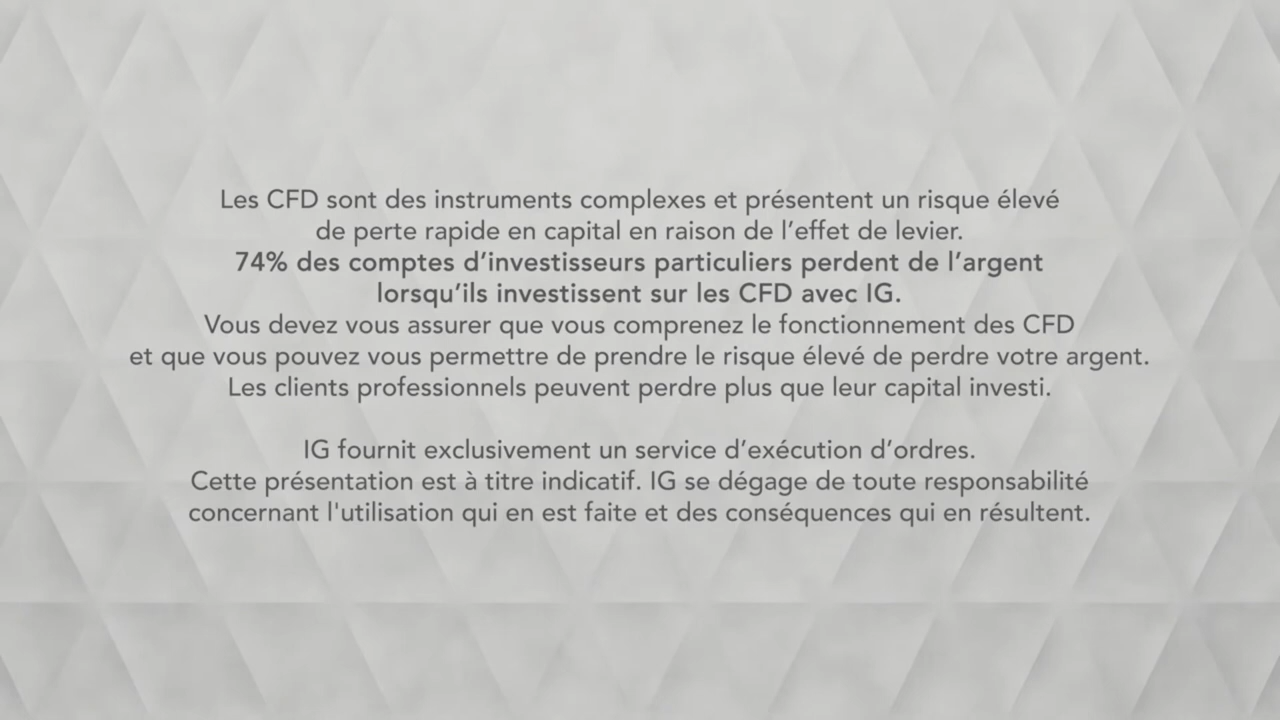 Les CFD sont des instruments complexes et présentent un risque élevé
de perte rapide en capital en raison de l’effet de levier.
74% des comptes d’investisseurs particuliers perdent de l’argent
lorsqu’ils investissent sur les CFD avec IG.
Vous devez vous assurer que vous comprenez le fonctionnement des CFD
et que vous pouvez vous permettre de prendre le risque élevé de perdre votre argent.
Les clients professionnels peuvent perdre plus que leur capital investi.
IG fournit exclusivement un service d’exécution d’ordres.
Cette présentation est à titre indicatif. IG se dégage de toute responsabilité
concernant l'utilisation qui en est faite et des conséquences qui en résultent.